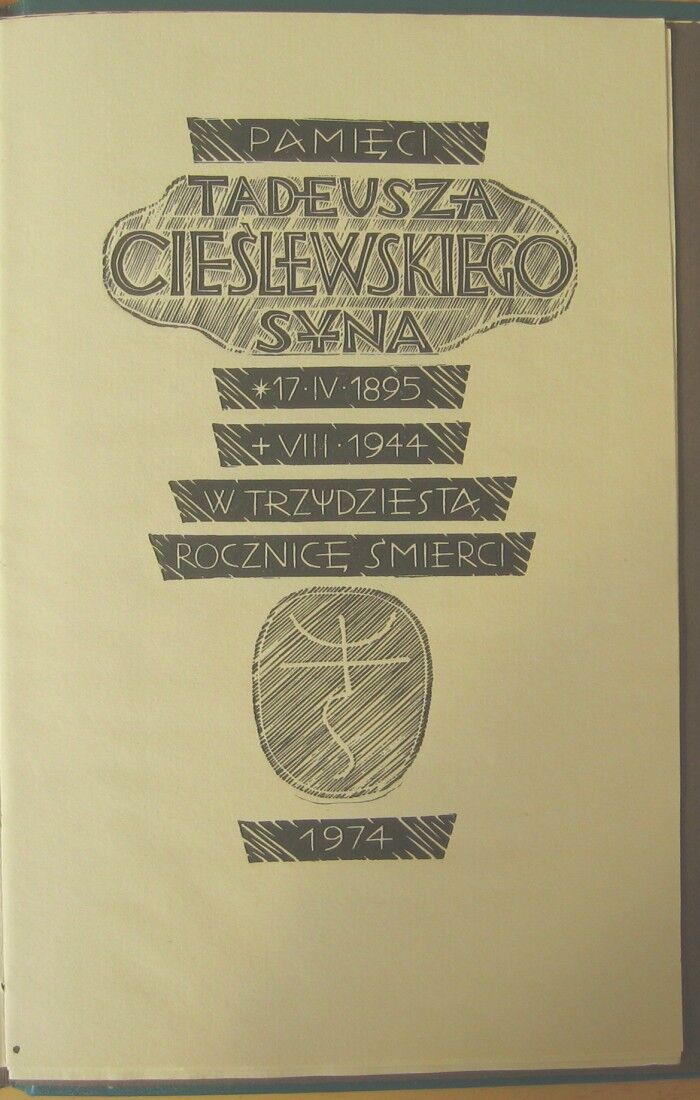 PAMIĘCI
TADEUSZA
CIEŚLEWSKIEGO
SYNA
*17·IV·1895
+VIII·1944
W TRZYDZIESTĄ
ROCZNICĘ ŚMIERCI
1974